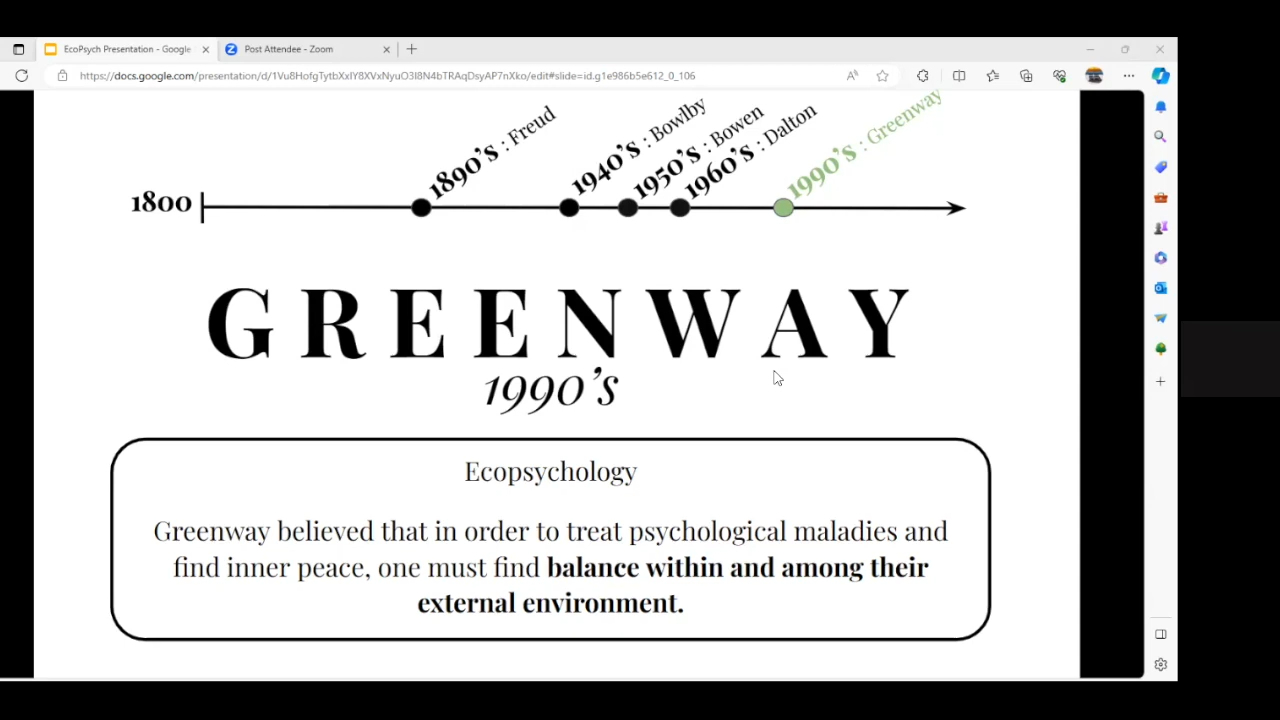 EcoPsych Presentation - Google
Post Attendee - Zoom
https://docs.google.com/presentation/d/1Vu8HofgTytbXxIY8XVxNyuO3I8N4bTRAqDsyAP7nXko/edit#slide=id.g1e986b5e612_0_106
1800
1890's : Freud
1940's : Bowlby
1950's : Bowen
1960's : Dalton
1990's : Greenway
GREENWAY
1990's
Ecopsychology
Greenway believed that in order to treat psychological maladies and
find inner peace, one must find balance within and among their
external environment.